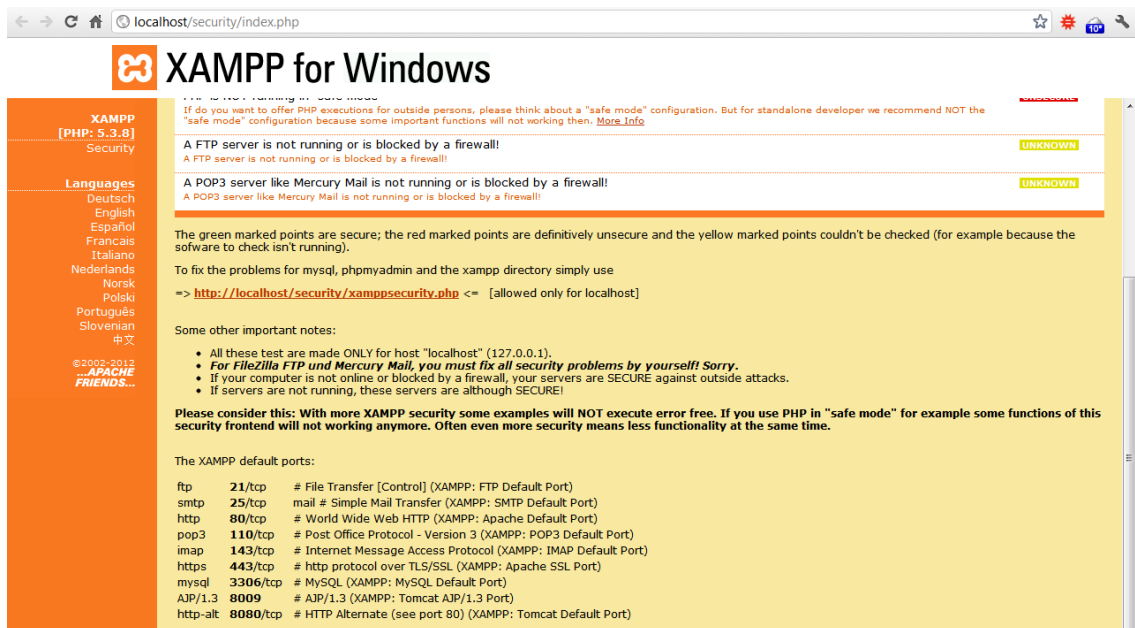 localhost/security/index.php
10°
XAMPP for Windows
XAMPP
[PHP: 5.3.8]
Security
Languages
Deutsch
English
Español
Francais
Italiano
Nederlands
Norsk
Polski
Português
Slovenian
中文
©2002-2012
...APACHE
FRIENDS...
PHP is NOT running in "safe mode"
UNSECURE
If do you want to offer PHP executions for outside persons, please think about a "safe mode" configuration. But for standalone developer we recommend NOT the
"safe mode" configuration because some important functions will not working then. More Info
A FTP server is not running or is blocked by a firewall!
UNKNOWN
A FTP server is not running or is blocked by a firewall!
A POP3 server like Mercury Mail is not running or is blocked by a firewall!
UNKNOWN
A POP3 server like Mercury Mail is not running or is blocked by a firewall!
The green marked points are secure; the red marked points are definitively unsecure and the yellow marked points couldn't be checked (for example because the
sofware to check isn't running).
To fix the problems for mysql, phpmyadmin and the xampp directory simply use
=> http://localhost/security/xamppsecurity.php <= [allowed only for localhost]
Some other important notes:
• All these test are made ONLY for host "localhost" (127.0.0.1).
• For FileZilla FTP und Mercury Mail, you must fix all security problems by yourself! Sorry.
• If your computer is not online or blocked by a firewall, your servers are SECURE against outside attacks.
• If servers are not running, these servers are although SECURE!
Please consider this: With more XAMPP security some examples will NOT execute error free. If you use PHP in "safe mode" for example some functions of this
security frontend will not working anymore. Often even more security means less functionality at the same time.
The XAMPP default ports:
ftp 21/tcp # File Transfer [Control] (XAMPP: FTP Default Port)
smtp 25/tcp mail # Simple Mail Transfer (XAMPP: SMTP Default Port)
http 80/tcp # World Wide Web HTTP (XAMPP: Apache Default Port)
pop3 110/tcp # Post Office Protocol - Version 3 (XAMPP: POP3 Default Port)
imap 143/tcp # Internet Message Access Protocol (XAMPP: IMAP Default Port)
https 443/tcp # http protocol over TLS/SSL (XAMPP: Apache SSL Port)
mysql 3306/tcp # MySQL (XAMPP: MySQL Default Port)
AJP/1.3 8009 # AJP/1.3 (XAMPP: Tomcat AJP/1.3 Port)
http-alt 8080/tcp # HTTP Alternate (see port 80) (XAMPP: Tomcat Default Port)